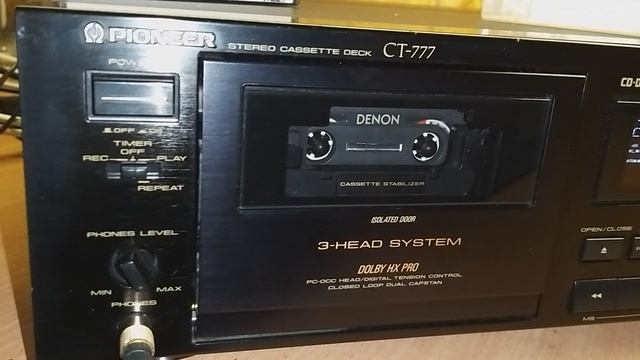 PIONEER STEREO CASSETTE DECK CT-777
POWER
OFF ON
TIMER
OFF
REC PLAY
REPEAT
PHONES LEVEL
MIN MAX
PHONES
DENON
CASSETTE STABILIZER
ISOLATED DOOR
3-HEAD SYSTEM
DOLBY HX PRO
PC-OCC HEAD/DIGITAL TENSION CONTROL
CLOSED LOOP DUAL CAPSTAN
OPEN/CLOSE
MS